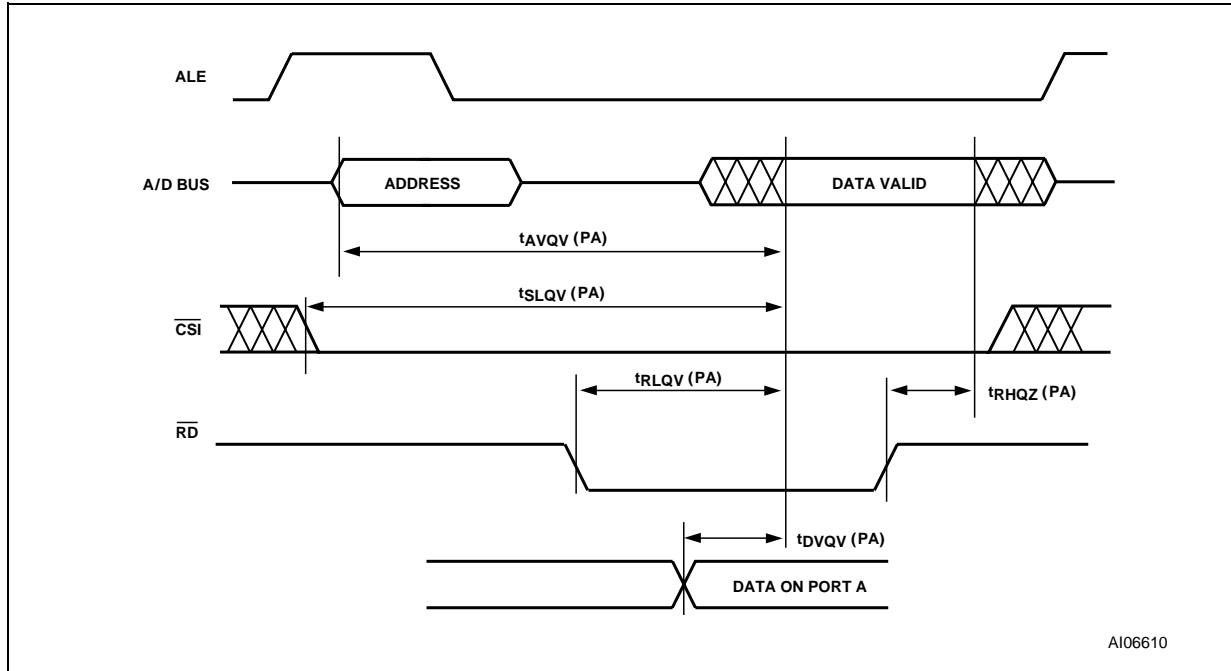 ALE
A/D BUS
ADDRESS
DATA VALID
tAVQV (PA)
tSLQV (PA)
CSI
tRLQV (PA)
tRHQZ (PA)
RD
tDVQV (PA)
DATA ON PORT A
AI06610